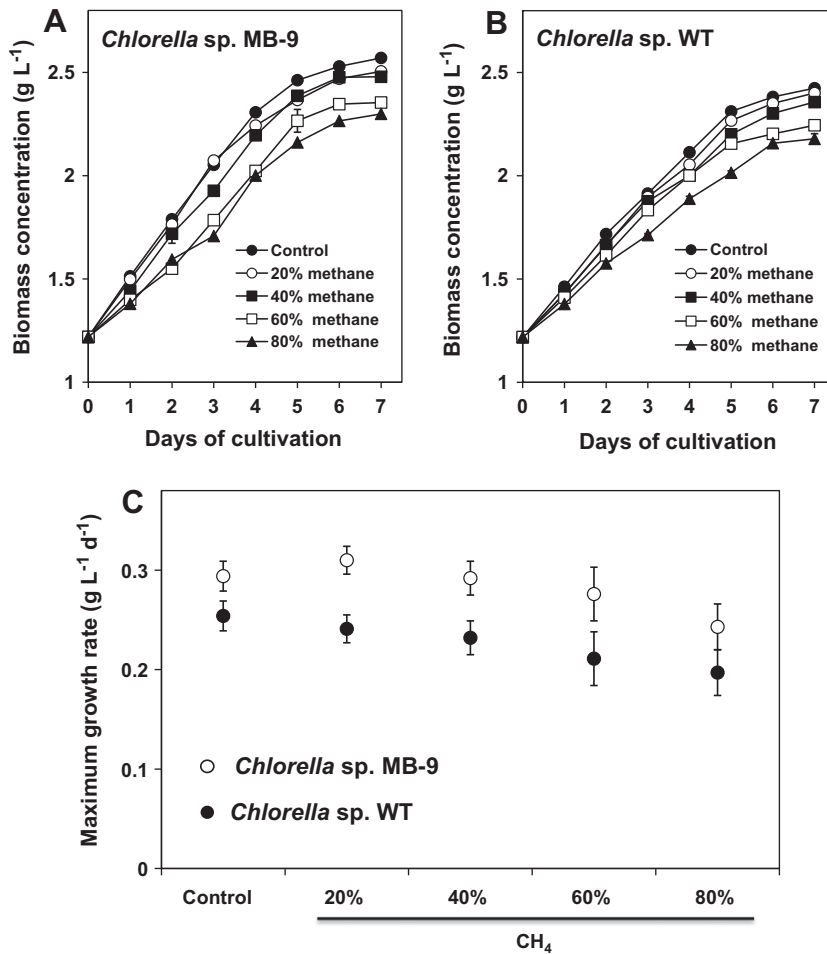 A
Chlorella sp. MB-9
Biomass concentration (g L-1)
2.5
2
1.5
1
Control
20% methane
40% methane
60% methane
80% methane
0 1 2 3 4 5 6 7
Days of cultivation
B
Chlorella sp. WT
Biomass concentration (g L-1)
2.5
2
1.5
1
Control
20% methane
40% methane
60% methane
80% methane
0 1 2 3 4 5 6 7
Days of cultivation
C
Maximum growth rate (g L-1 d-1)
0.3
0.2
0.1
0
Chlorella sp. MB-9
Chlorella sp. WT
Control 20% 40% 60% 80%
CH4